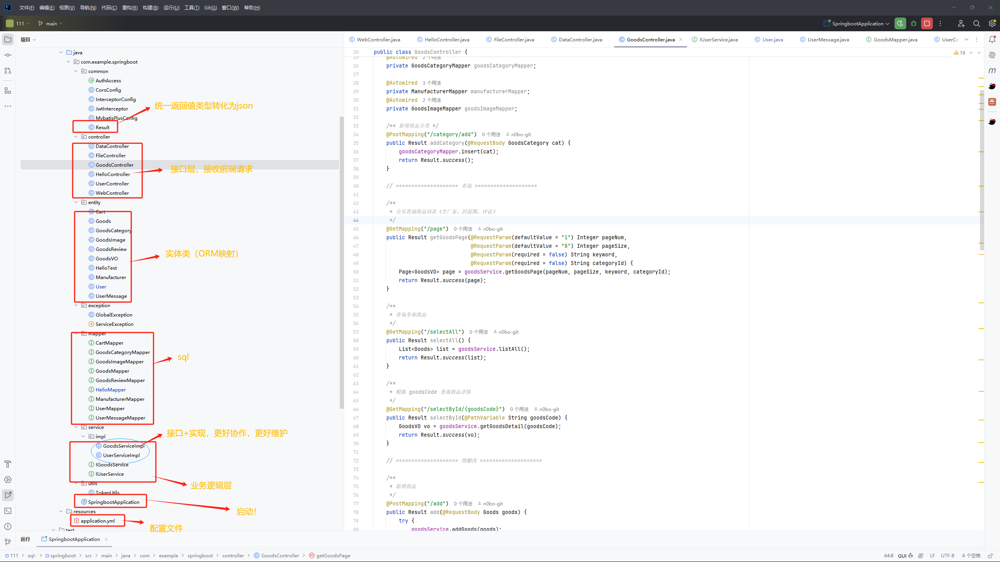 文件(F) 编辑(E) 视图(V) 导航(N) 代码(C) 重构(R) 构建(B) 运行(U) 工具(T) Git(G) 窗口(W) 帮助(H)
111 main SpringbootApplication
项目
WebController.java HelloController.java FileController.java DataController.java GoodsController.java IUserService.java User.java UserMessage.java GoodsMapper.java UserCo
java
com.example.springboot
common
AuthAccess
CorsConfig
InterceptorConfig
JwtInterceptor
统一返回值类型转化为json
MybatisPlusConfig
Result
controller
DataController
FileController
GoodsController
接口层，接收前端请求
HelloController
UserController
WebController
entity
Cart
Goods
GoodsCategory
GoodsImage
GoodsReview
实体类（ORM映射）
GoodsVO
HelloTest
Manufacturer
User
UserMessage
exception
GlobalException
ServiceException
mapper
CartMapper
GoodsCategoryMapper
sql
GoodsImageMapper
GoodsMapper
GoodsReviewMapper
HelloMapper
ManufacturerMapper
UserMapper
UserMessageMapper
service
接口+实现，更好协作，更好维护
impl
GoodsServiceImpl
UserServiceImpl
IGoodsService
IUserService
utils
业务逻辑层
TokenUtils
SpringbootApplication
启动！
resources
application.yml
配置文件
test
20 public class GoodsController {
19
25 @Autowired 2 个用法
26 private GoodsCategoryMapper goodsCategoryMapper;
27
28 @Autowired 3 个用法
29 private ManufacturerMapper manufacturerMapper;
30 @Autowired 2 个用法
31 private GoodsImageMapper goodsImageMapper;
32
33 /** 新增商品分类 */
34 @PostMapping("/category/add") 0 个用法 n0bo-git
35 public Result addCategory(@RequestBody GoodsCategory cat) {
36 goodsCategoryMapper.insert(cat);
37 return Result.success();
38 }
39
40 // ==================== 查询 ====================
41
42 /**
43 * 分页查询商品列表（含厂家、封面图、评论）
44 */
45 @GetMapping("/page") 0 个用法 n0bo-git
46 public Result getGoodsPage(@RequestParam(defaultValue = "1") Integer pageNum,
47 @RequestParam(defaultValue = "8") Integer pageSize,
48 @RequestParam(required = false) String keyword,
49 @RequestParam(required = false) String categoryId) {
50 Page<GoodsVO> page = goodsService.getGoodsPage(pageNum, pageSize, keyword, categoryId);
51 return Result.success(page);
52 }
53
54 /**
55 * 查询全部商品
56 */
57 @GetMapping("/selectAll") 0 个用法 n0bo-git
58 public Result selectAll() {
59 List<Goods> list = goodsService.listAll();
60 return Result.success(list);
61 }
62
63 /**
64 * 根据 goodsCode 查询商品详情
65 */
66 @GetMapping("/selectById/{goodsCode}") 0 个用法 n0bo-git
67 public Result selectById(@PathVariable String goodsCode) {
68 GoodsVO vo = goodsService.getGoodsDetail(goodsCode);
69 return Result.success(vo);
70 }
71
72 // ==================== 增删改 ====================
73
74 /**
75 * 新增商品
76 */
77 @PostMapping("/add") 0 个用法 n0bo-git
78 public Result add(@RequestBody Goods goods) {
79 try {
80 goodsService.addGoods(goods);
运行 SpringbootApplication
111 > sql- > springboot > src > main > java > com > example > springboot > controller > GoodsController > getGoodsPage 44:8 GUI LF UTF-8 4 个空格